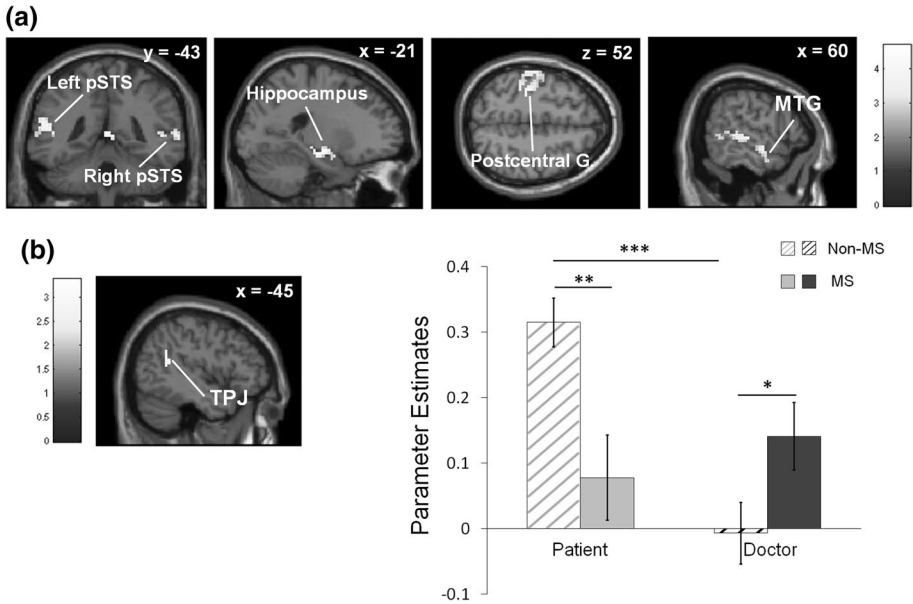 (a)
y = -43
Left pSTS
Right pSTS
x = -21
Hippocampus
z = 52
Postcentral G.
x = 60
MTG
4
3
2
1
0
(b)
3
2.5
2
1.5
1
0.5
0
x = -45
TPJ
Non-MS
MS
***
**
*
0.4
0.3
0.2
0.1
0
-0.1
Parameter Estimates
Patient
Doctor